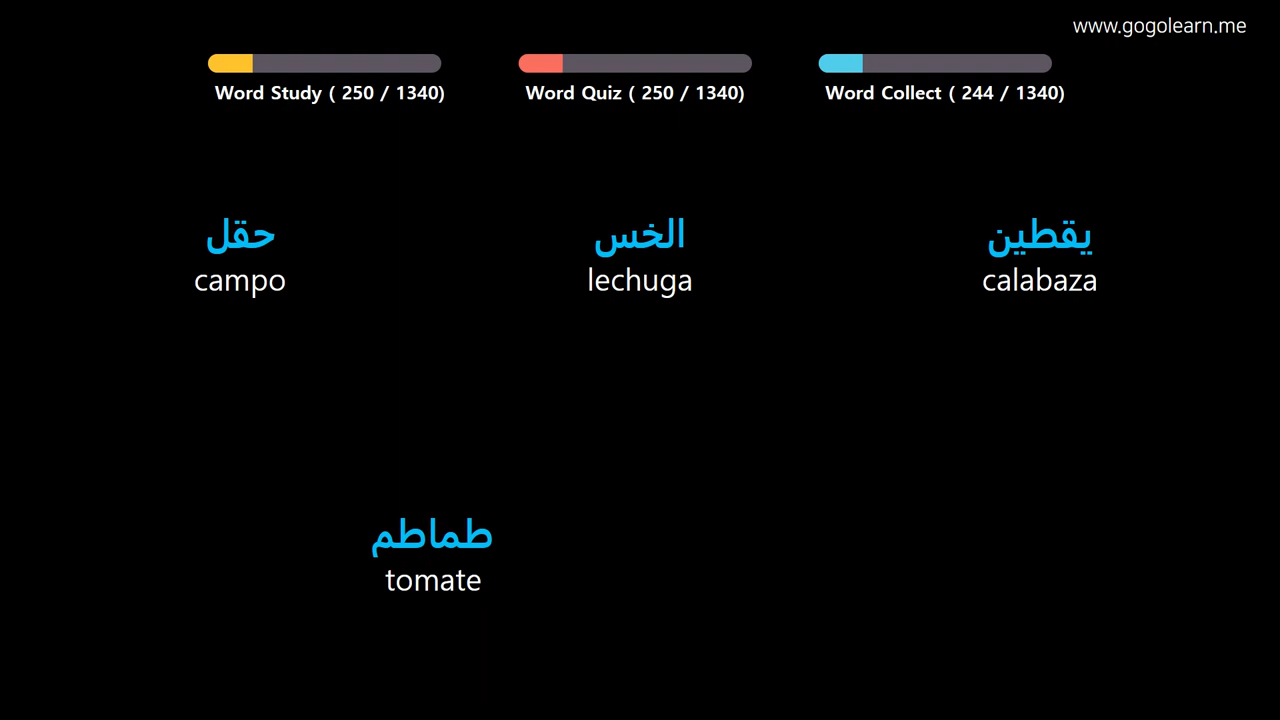 www.gogolearn.me
Word Study ( 250 / 1340)
Word Quiz ( 250 / 1340)
Word Collect ( 244 / 1340)
حقل
campo
الخس
lechuga
يقطين
calabaza
طماطم
tomate